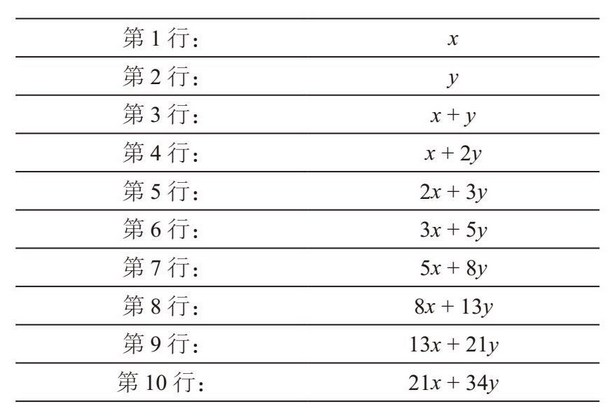 第 1 行： x
第 2 行： y
第 3 行： x + y
第 4 行： x + 2y
第 5 行： 2x + 3y
第 6 行： 3x + 5y
第 7 行： 5x + 8y
第 8 行： 8x + 13y
第 9 行： 13x + 21y
第 10 行： 21x + 34y